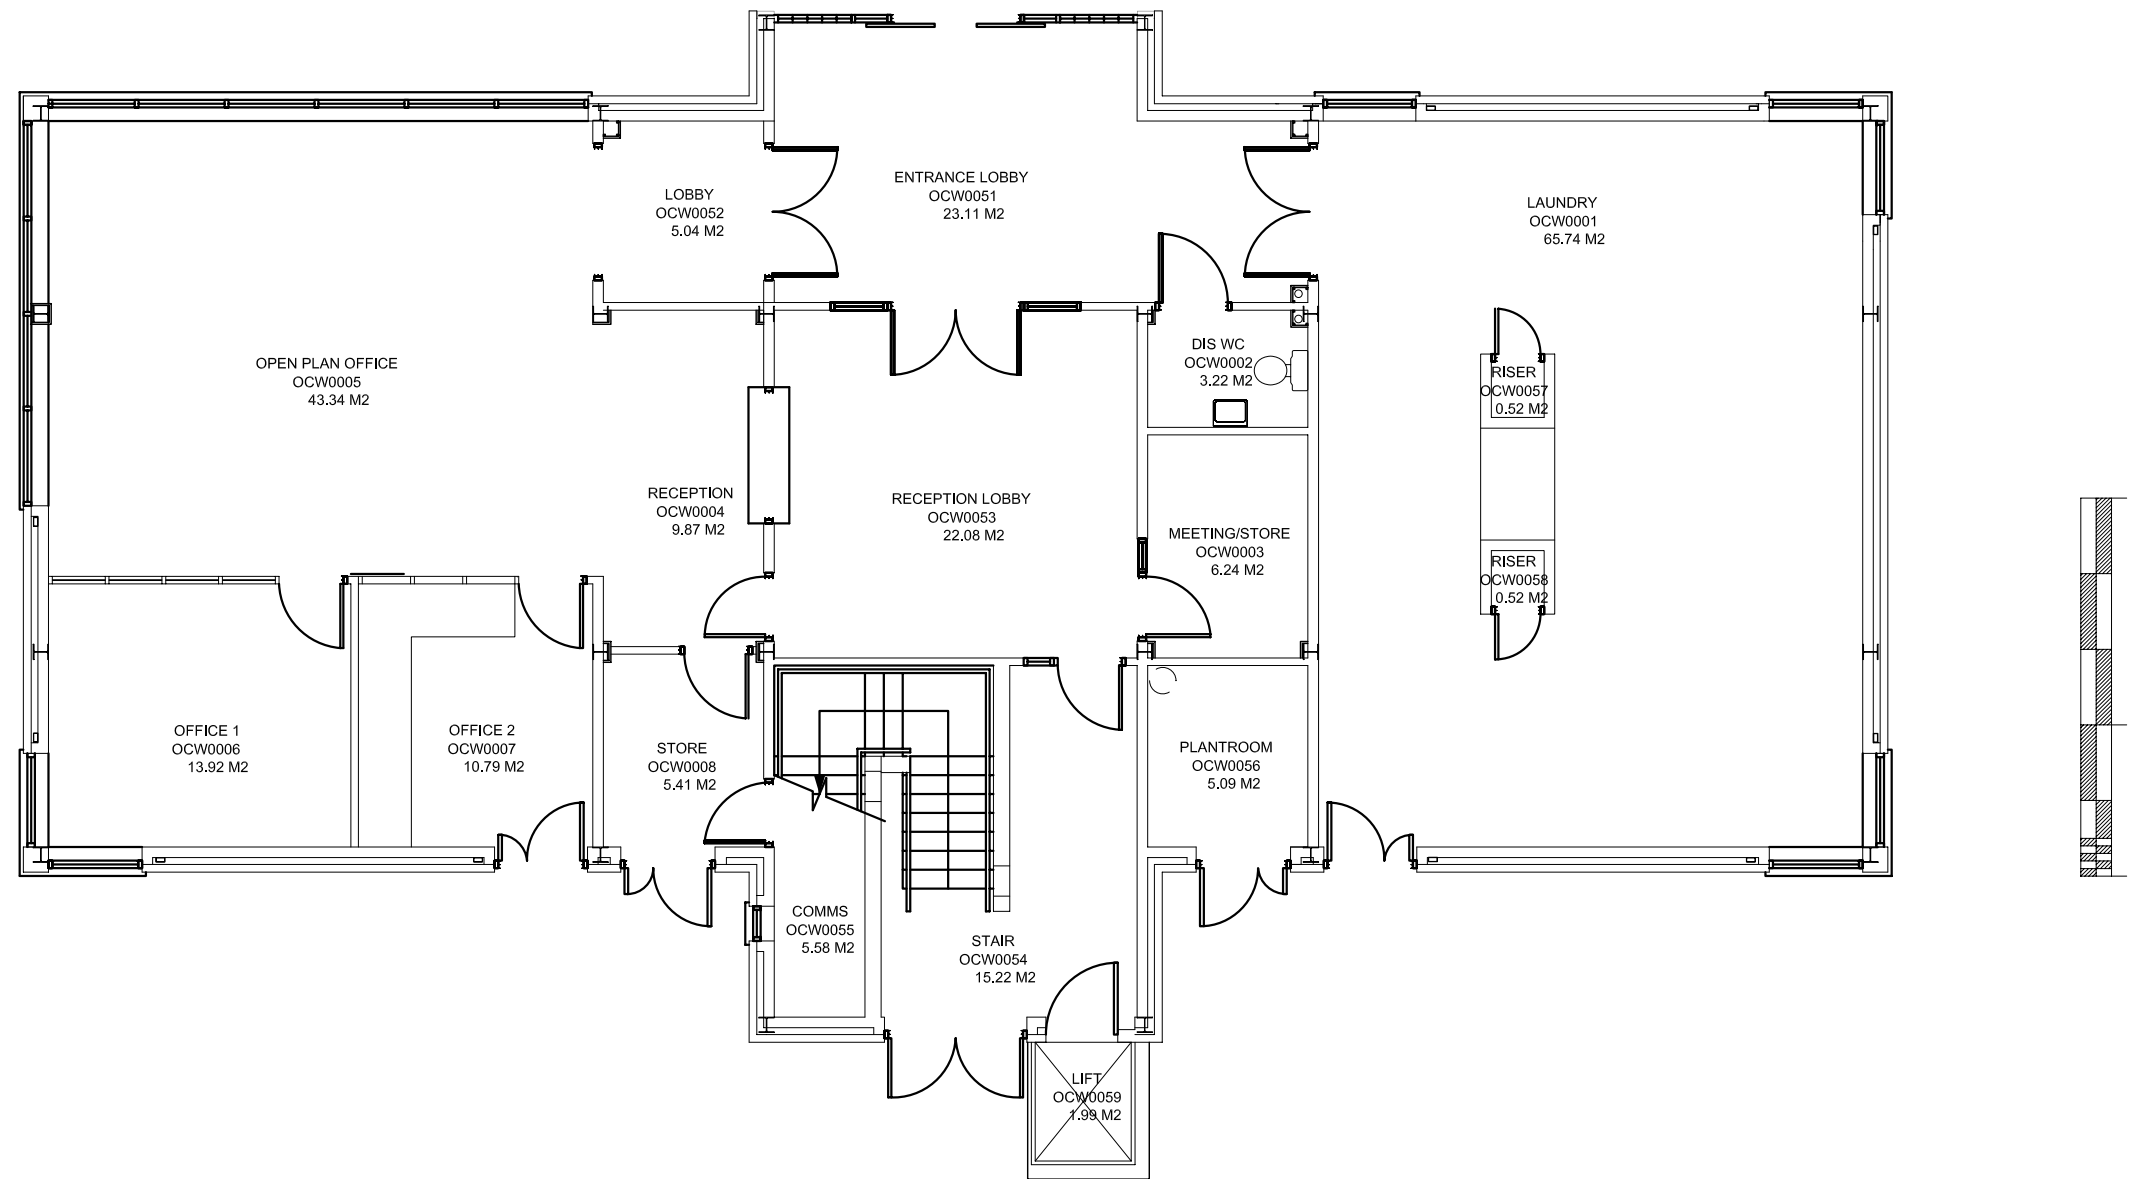 ENTRANCE LOBBY
OCW0051
23.11 M2
LOBBY
OCW0052
5.04 M2
LAUNDRY
OCW0001
65.74 M2
OPEN PLAN OFFICE
OCW0005
43.34 M2
DIS WC
OCW0002
3.22 M2
RISER
OCW0057
0.52 M2
RECEPTION
OCW0004
9.87 M2
RECEPTION LOBBY
OCW0053
22.08 M2
MEETING/STORE
OCW0003
6.24 M2
RISER
OCW0058
0.52 M2
OFFICE 1
OCW0006
13.92 M2
OFFICE 2
OCW0007
10.79 M2
STORE
OCW0008
5.41 M2
PLANTROOM
OCW0056
5.09 M2
COMMS
OCW0055
5.58 M2
STAIR
OCW0054
15.22 M2
LIFT
OCW0059
1.99 M2